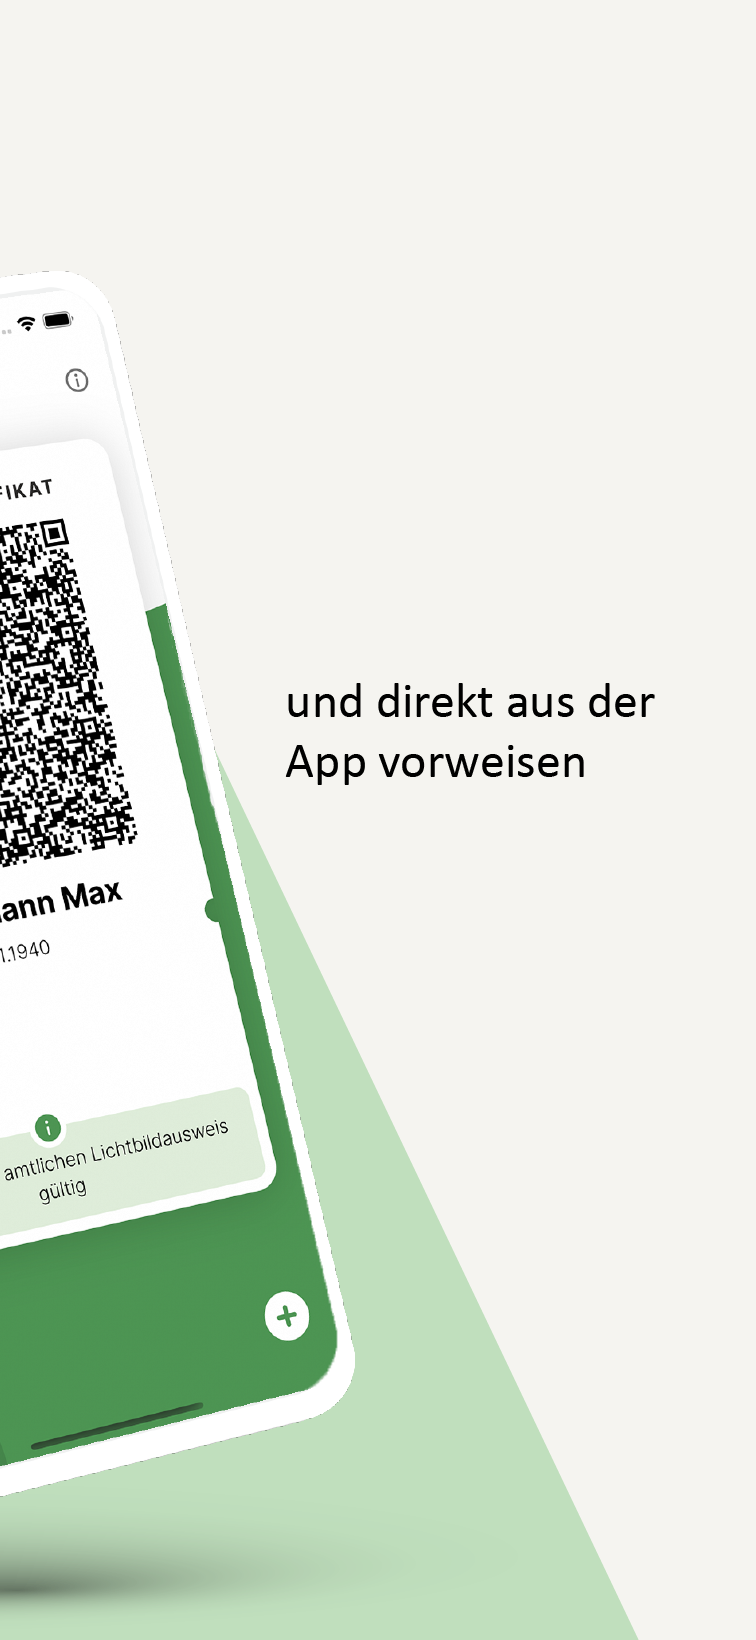 FIKAT
und direkt aus der
App vorweisen
ann Max
1.1940
amtlichen Lichtbildausweis
gültig